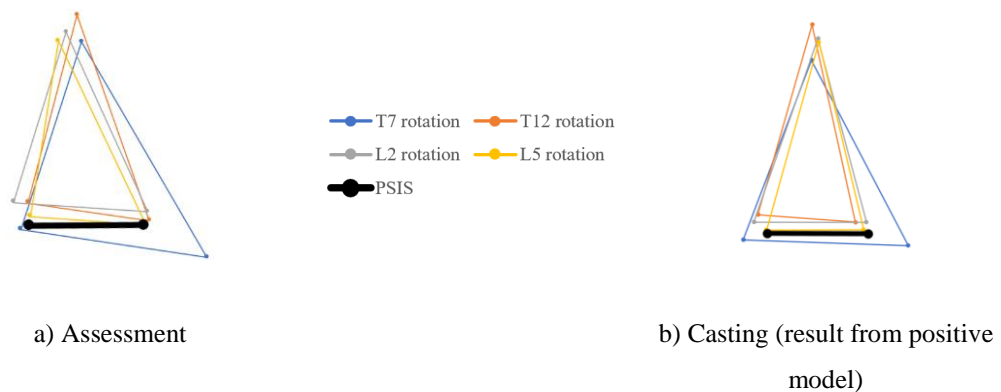 T7 rotation T12 rotation
L2 rotation L5 rotation
PSIS
a) Assessment
b) Casting (result from positive
model)